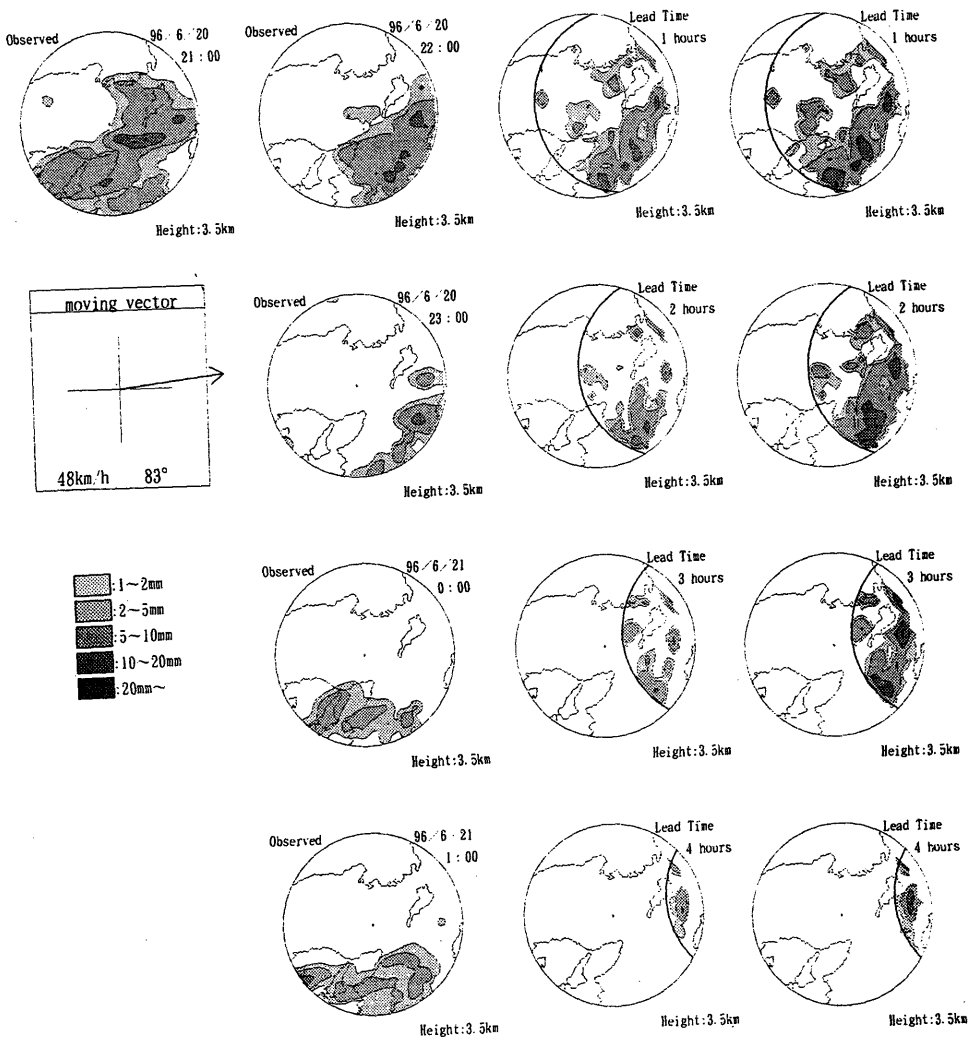 Observed 96/6/20
21:00
Height:3.5km
Observed 96/6/20
22:00
Height:3.5km
Lead Time
1 hours
Height:3.5km
Lead Time
1 hours
Height:3.5km
moving vector
48km/h 83°
Observed 96/6/20
23:00
Height:3.5km
Lead Time
2 hours
Height:3.5km
Lead Time
2 hours
Height:3.5km
:1~2mm
:2~5mm
:5~10mm
:10~20mm
:20mm~
Observed 96/6/21
0:00
Height:3.5km
Lead Time
3 hours
Height:3.5km
Lead Time
3 hours
Height:3.5km
Observed 96/6/21
1:00
Height:3.5km
Lead Time
4 hours
Height:3.5km
Lead Time
4 hours
Height:3.5km